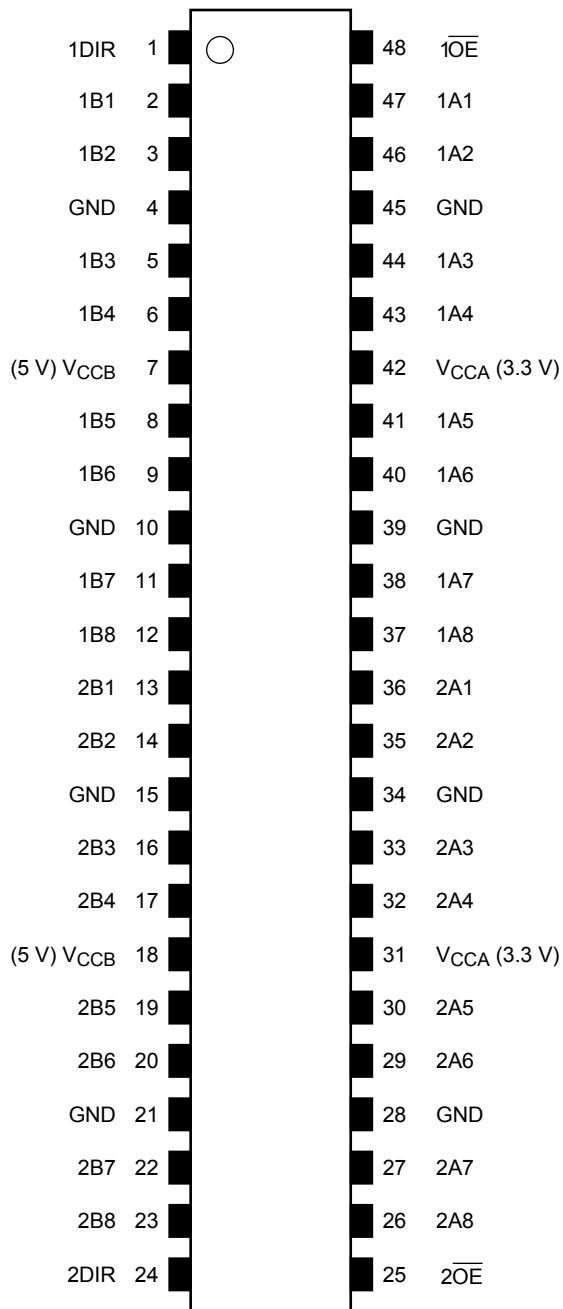 1DIR 1 48 1O̅E̅
1B1 2 47 1A1
1B2 3 46 1A2
GND 4 45 GND
1B3 5 44 1A3
1B4 6 43 1A4
(5 V) VCCB 7 42 VCCA (3.3 V)
1B5 8 41 1A5
1B6 9 40 1A6
GND 10 39 GND
1B7 11 38 1A7
1B8 12 37 1A8
2B1 13 36 2A1
2B2 14 35 2A2
GND 15 34 GND
2B3 16 33 2A3
2B4 17 32 2A4
(5 V) VCCB 18 31 VCCA (3.3 V)
2B5 19 30 2A5
2B6 20 29 2A6
GND 21 28 GND
2B7 22 27 2A7
2B8 23 26 2A8
2DIR 24 25 2O̅E̅